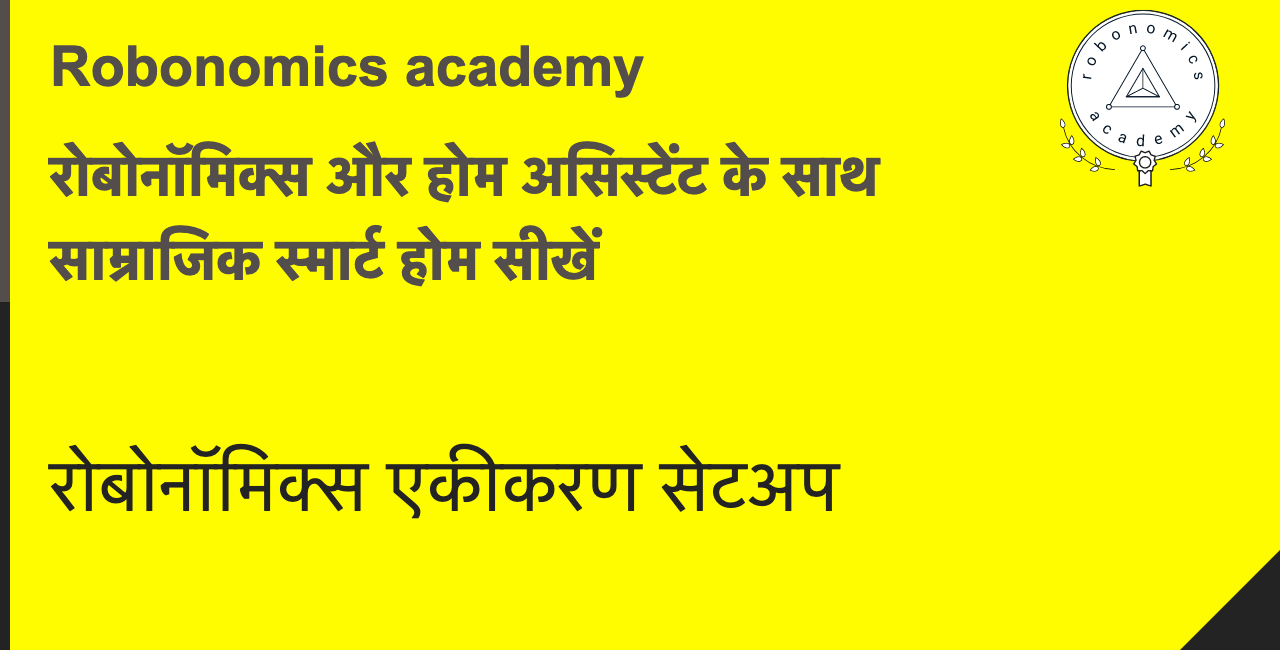 Robonomics academy
robonomics academy
रोबोनॉमिक्स और होम असिस्टेंट के साथ
साम्राजिक स्मार्ट होम सीखें
रोबोनॉमिक्स एकीकरण सेटअप